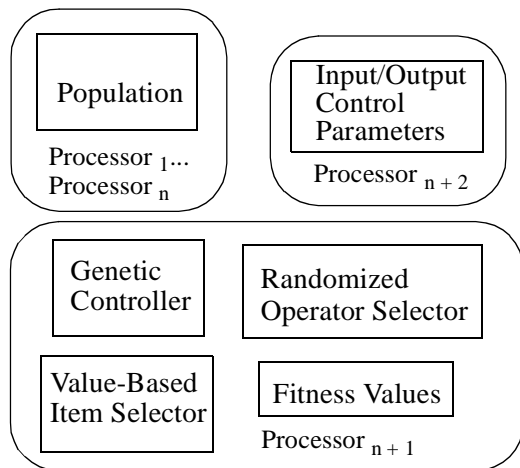 Population
Processor 1...
Processor n
Input/Output
Control
Parameters
Processor n + 2
Genetic
Controller
Randomized
Operator Selector
Value-Based
Item Selector
Fitness Values
Processor n + 1